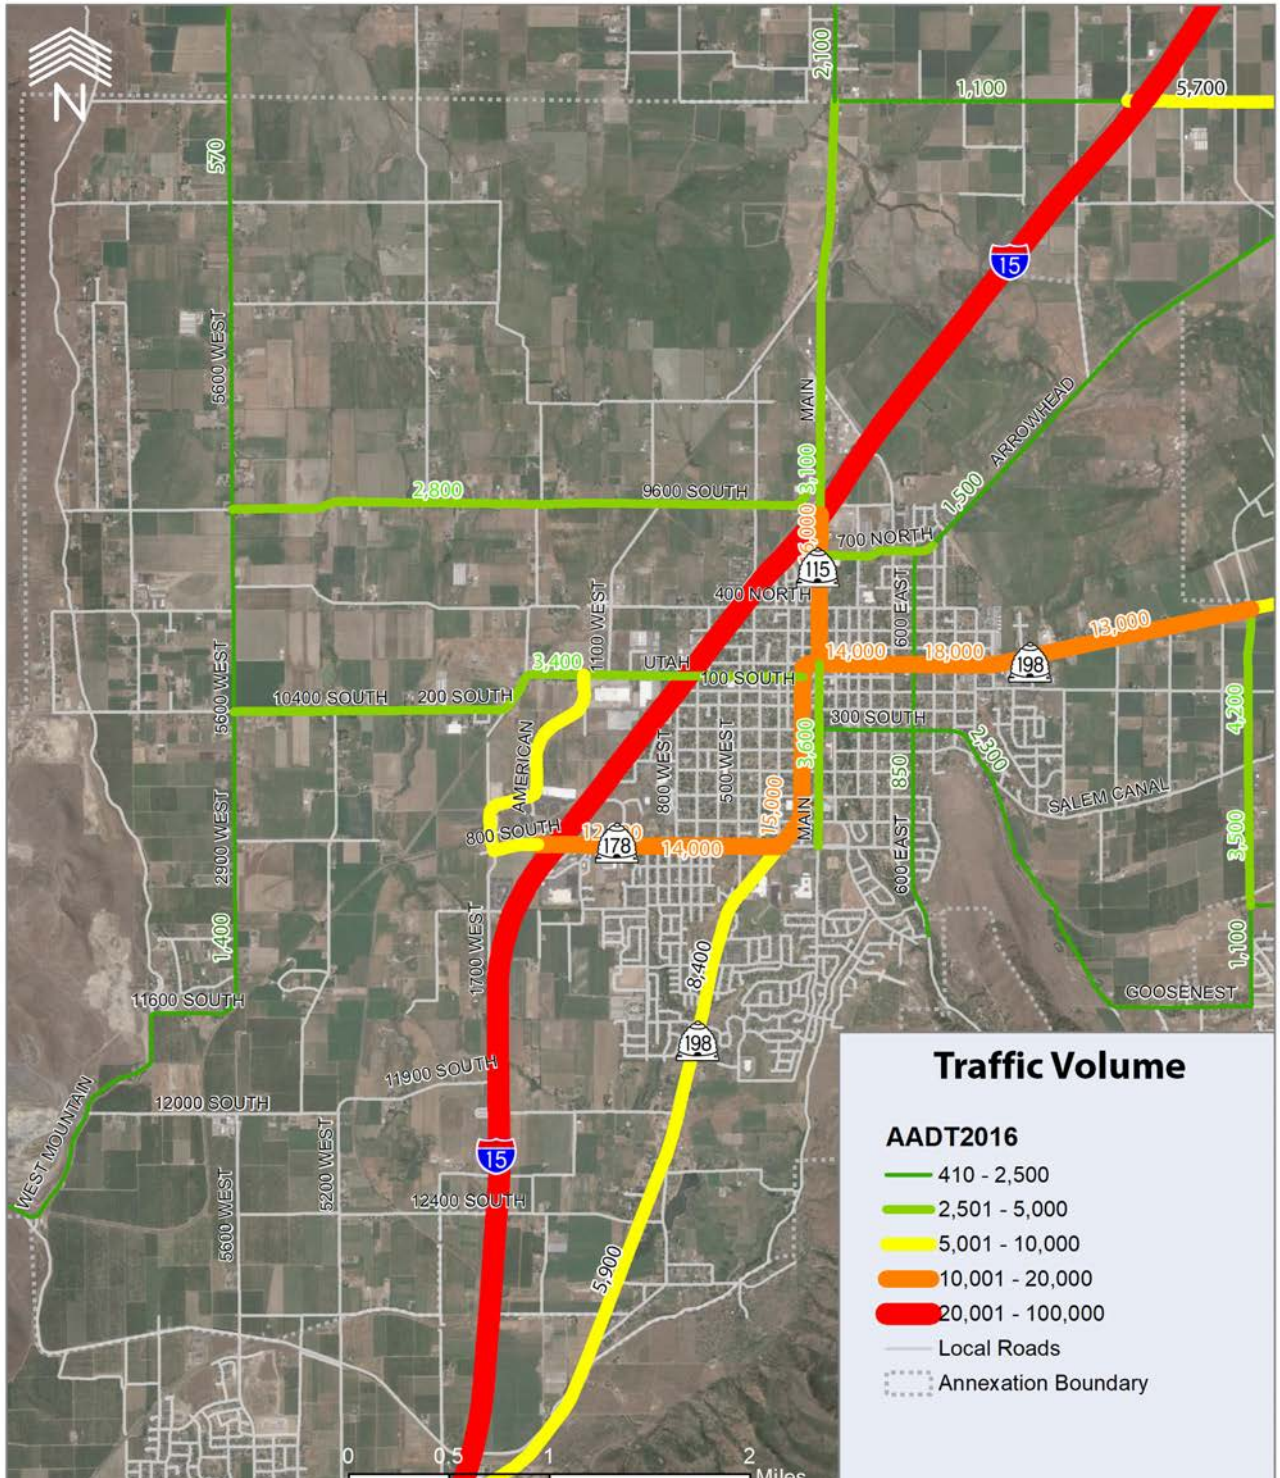 N
2,100
1,100
5,700
570
15
5600 WEST
MAIN
ARROWHEAD
3,100
2,800
9600 SOUTH
1,500
700 NORTH
115
400 NORTH
1100 WEST
600 EAST
13,000
14,000
18,000
198
3,400
UTAH
100 SOUTH
5600 WEST
10400 SOUTH
200 SOUTH
4,200
300 SOUTH
2,300
AMERICAN
800 WEST
500 WEST
3,600
850
SALEM CANAL
15,000
MAIN
2900 WEST
800 SOUTH
178
14,000
3,500
600 EAST
1,400
1700 WEST
8,400
1,100
11600 SOUTH
GOOSENEST
198
11900 SOUTH
WEST MOUNTAIN
12000 SOUTH
5200 WEST
15
12400 SOUTH
5600 WEST
5,900
Traffic Volume
AADT2016
410 - 2,500
2,501 - 5,000
5,001 - 10,000
10,001 - 20,000
20,001 - 100,000
Local Roads
Annexation Boundary
0 0.5 1 2
Miles